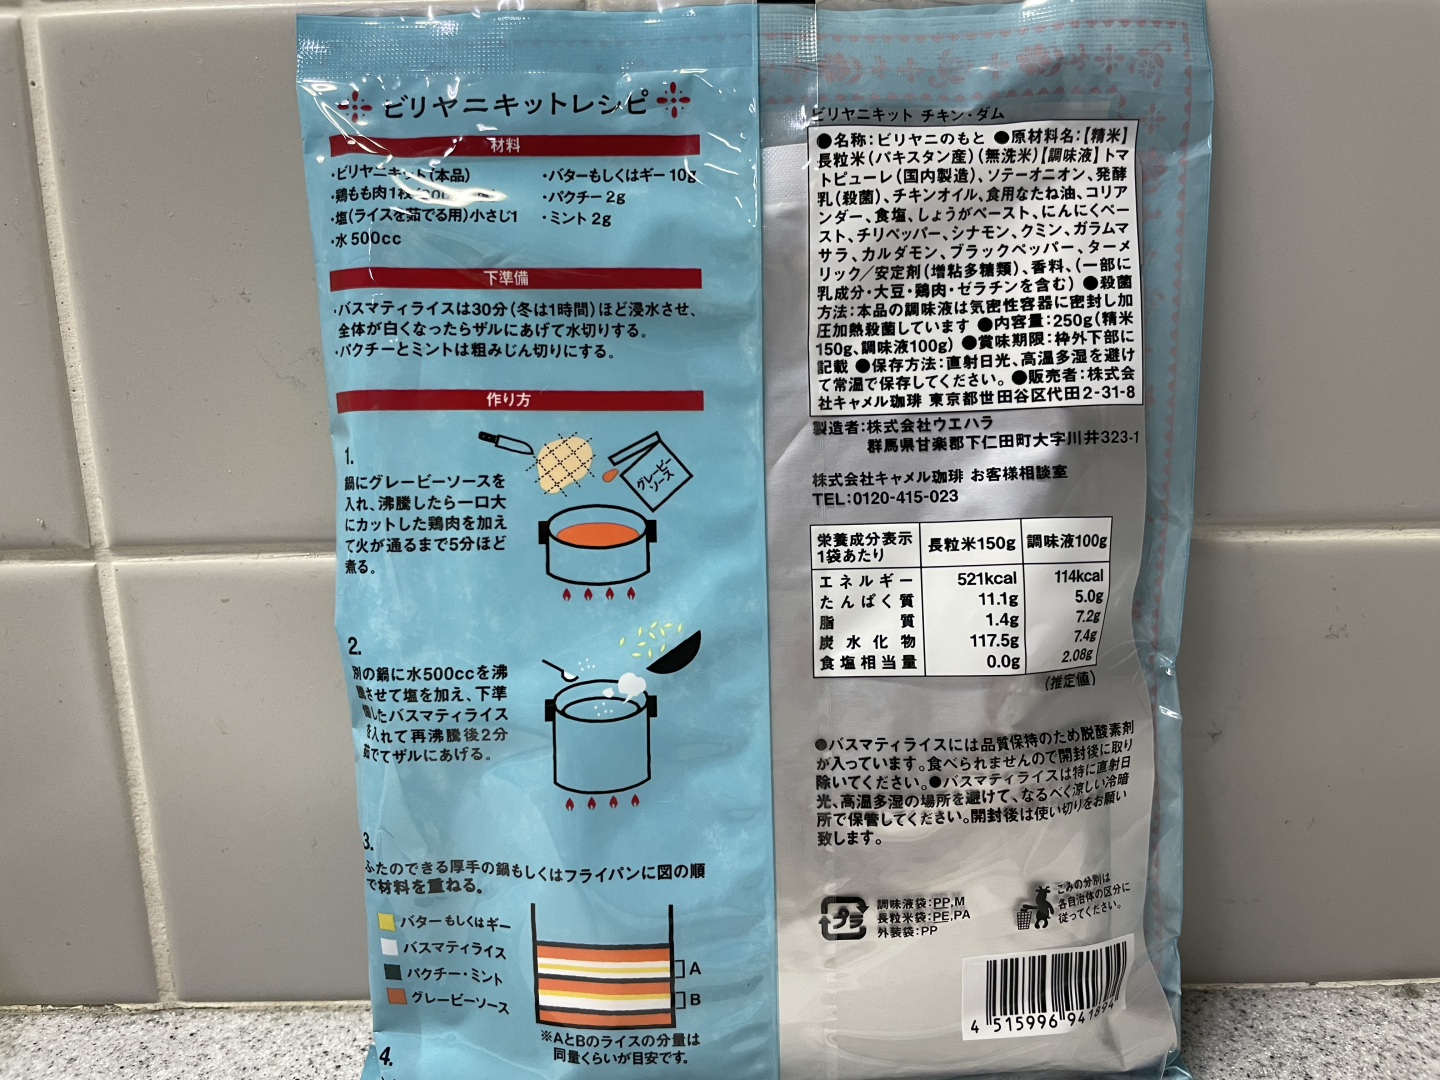 ビリヤニキットレシピ
材料
・ビリヤニキット(本品)
・鶏もも肉1枚
・塩(ライスを茹でる用)小さじ1
・水 500cc
・バターもしくはギー 10g
・パクチー 2g
・ミント 2g
下準備
・バスマティライスは30分(冬は1時間)ほど浸水させ、
全体が白くなったらザルにあげて水切りする。
・パクチーとミントは粗みじん切りにする。
作り方
1.
鍋にグレービーソースを
入れ、沸騰したら一口大
にカットした鶏肉を加え
て火が通るまで5分ほど
煮る。
グレービー
ソース
2.
別の鍋に水500ccを沸
騰させて塩を加え、下準
備したバスマティライス
を入れて再沸騰後2分
茹でてザルにあげる。
3.
ふたのできる厚手の鍋もしくはフライパンに図の順
で材料を重ねる。
バターもしくはギー
バスマティライス
パクチー・ミント
グレービーソース
A
B
※AとBのライスの分量は
同量くらいが目安です。
4.
ビリヤニキット チキン・ダム
●名称:ビリヤニのもと ●原材料名:【精米】
長粒米(パキスタン産)(無洗米)【調味液】トマ
トピューレ(国内製造)、ソテーオニオン、発酵
乳(殺菌)、チキンオイル、食用なたね油、コリア
ンダー、食塩、しょうがペースト、にんにくペー
スト、チリペッパー、シナモン、クミン、ガラムマ
サラ、カルダモン、ブラックペッパー、ターメ
リック/安定剤(増粘多糖類)、香料、(一部に
乳成分・大豆・鶏肉・ゼラチンを含む) ●殺菌
方法:本品の調味液は気密性容器に密封し加
圧加熱殺菌しています ●内容量:250g(精米
150g、調味液100g) ●賞味期限:枠外下部に
記載 ●保存方法:直射日光、高温多湿を避け
て常温で保存してください。●販売者:株式会
社キャメル珈琲 東京都世田谷区代田2-31-8
製造者:株式会社ウエハラ
群馬県甘楽郡下仁田町大字川井323-1
株式会社キャメル珈琲 お客様相談室
TEL:0120-415-023
栄養成分表示 1袋あたり 長粒米150g 調味液100g
エネルギー 521kcal 114kcal
たんぱく質 11.1g 5.0g
脂質 1.4g 7.2g
炭水化物 117.5g 7.4g
食塩相当量 0.0g 2.08g
(推定値)
●バスマティライスには品質保持のため脱酸素剤
が入っています。食べられませんので開封後に取り
除いてください。●バスマティライスは特に直射日
光、高温多湿の場所を避けて、なるべく涼しい冷暗
所で保管してください。開封後は使い切りをお願い
致します。
プラ
調味液袋:PP,M
長粒米袋:PE,PA
外装袋:PP
ごみの分別は
各自治体の区分に
従ってください。
4 515996 941894